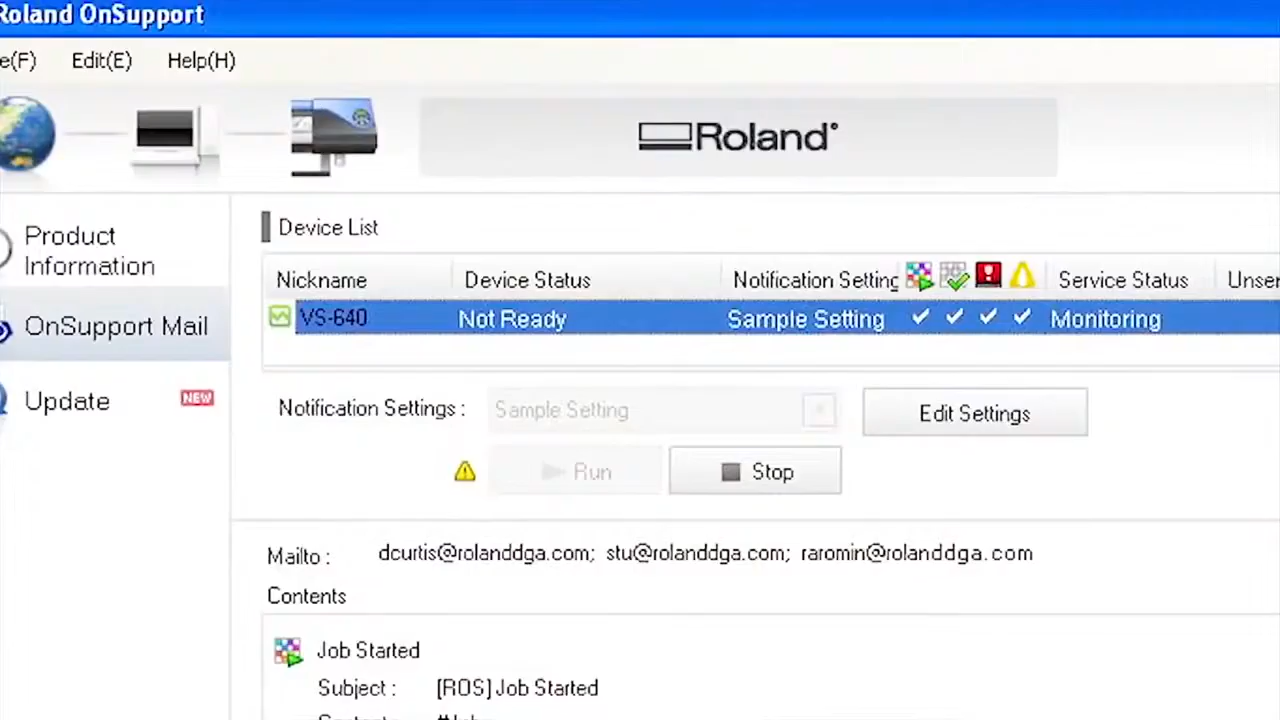 Roland OnSupport
e(F) Edit(E) Help(H)
Roland
Product
Information
OnSupport Mail
Update NEW
Device List
Nickname Device Status Notification Setting Service Status Unser
VS-640 Not Ready Sample Setting Monitoring
Notification Settings : Sample Setting Edit Settings
Run Stop
Mailto : dcurtis@rolanddga.com; stu@rolanddga.com; raromin@rolanddga.com
Contents
Job Started
Subject : [ROS] Job Started